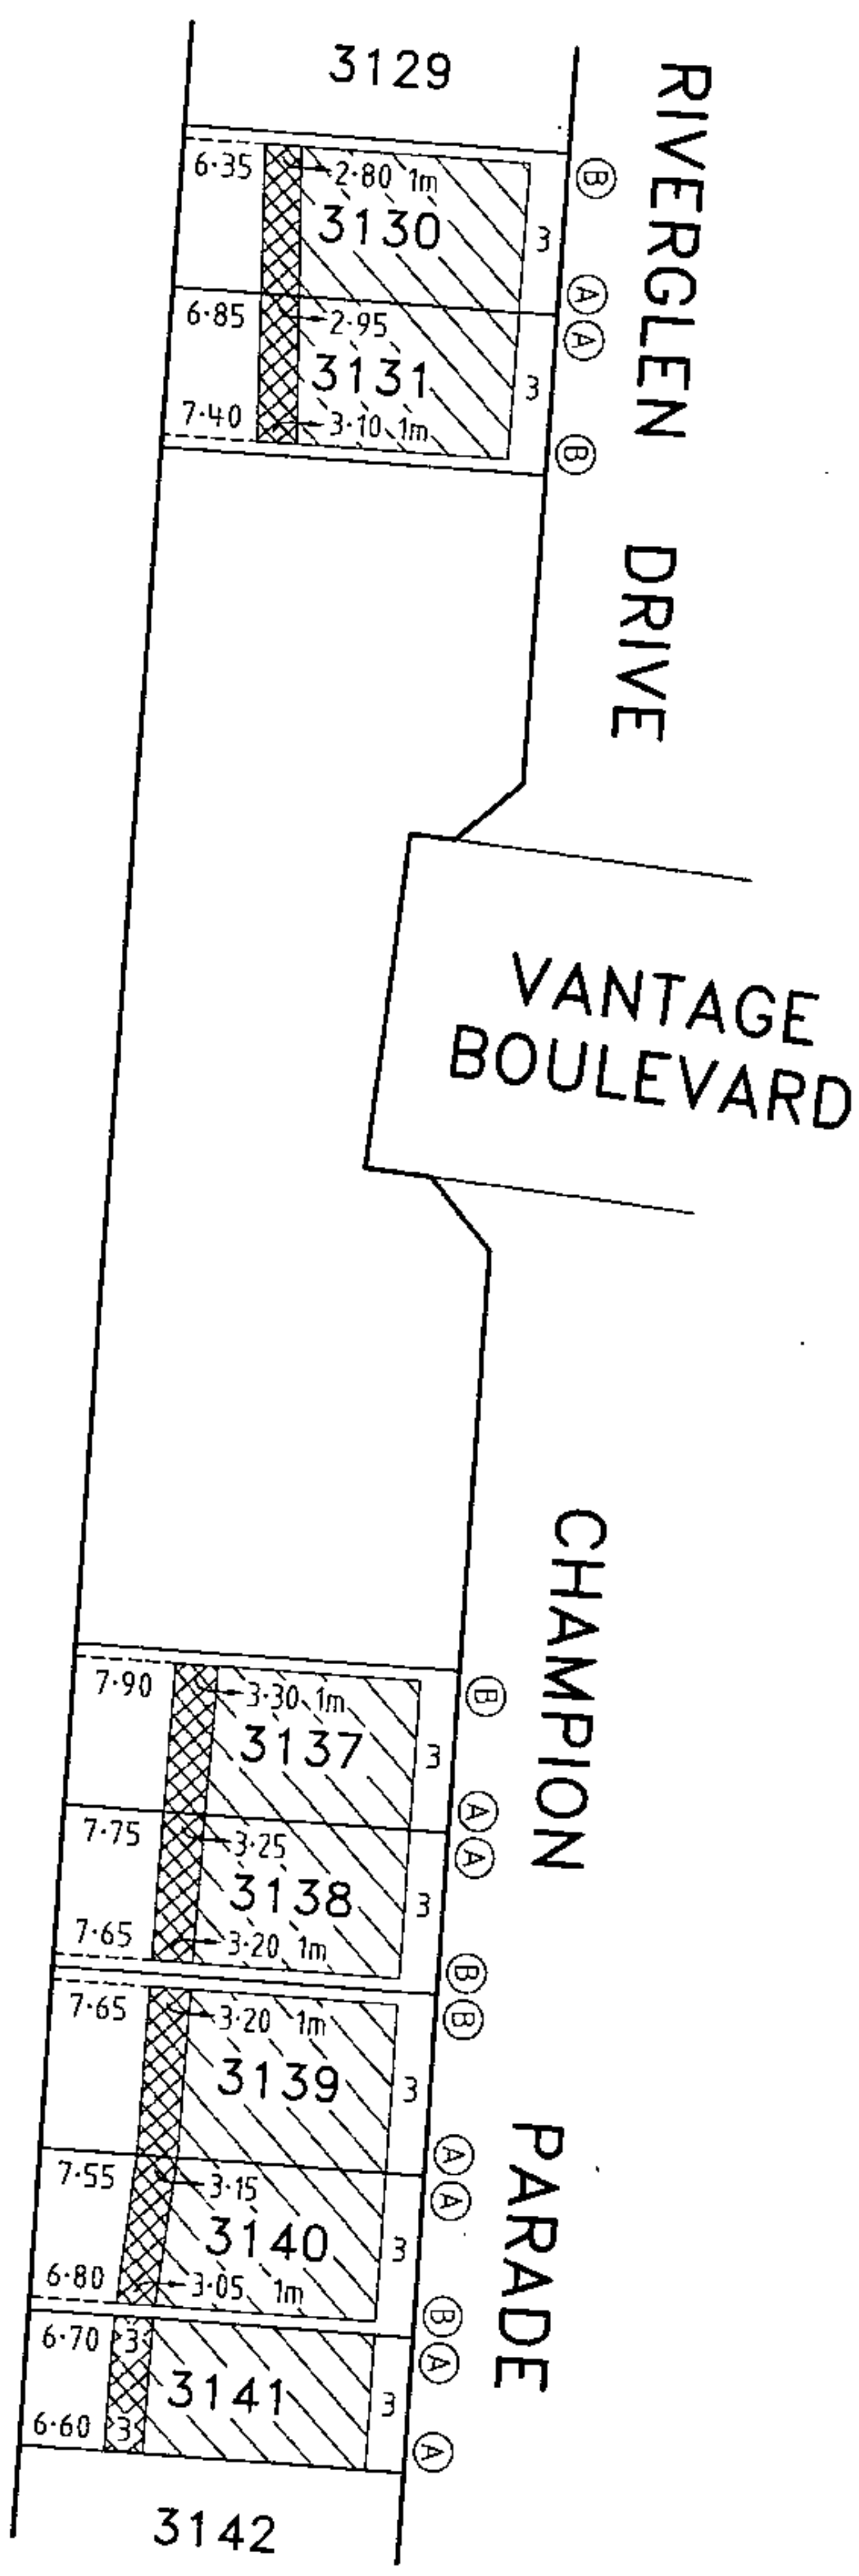 3129
RIVERGLEN DRIVE
6·35
2·80 1m
B
3130
3
A
6·85
2·95
A
3131
3
7·40
3·10 1m
B
VANTAGE
BOULEVARD
CHAMPION PARADE
7·90
3·30 1m
B
3137
3
A
7·75
3·25
A
3138
3
7·65
3·20 1m
B
7·65
3·20 1m
B
3139
3
A
7·55
3·15
A
3140
3
6·80
3·05 1m
B
6·70
3
A
3141
3
6·60
3
A
3142